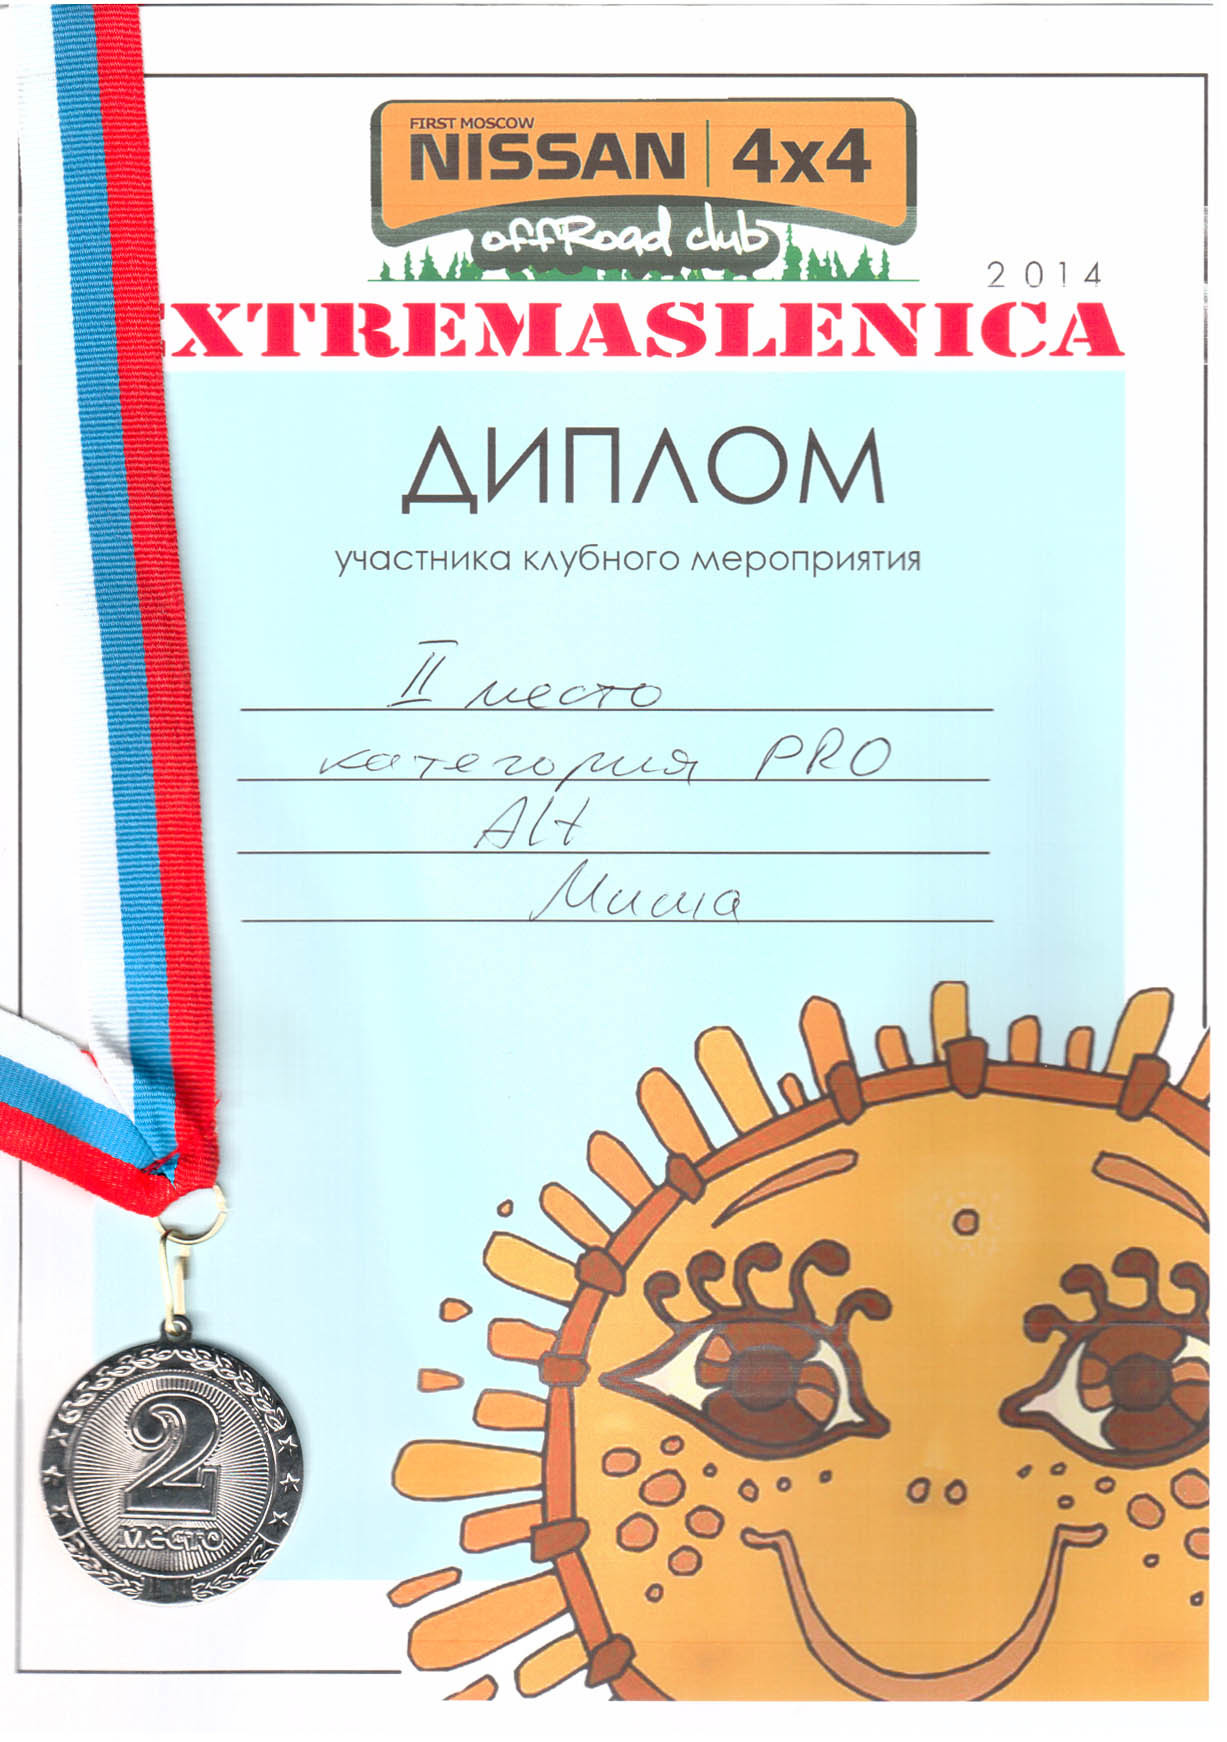 FIRST MOSCOW
NISSAN 4x4
offRoad club
2014
EXTREMASLENICA
ДИПЛОМ
участника клубного мероприятия
II место
категория PRO
Alt
Миша
2
место